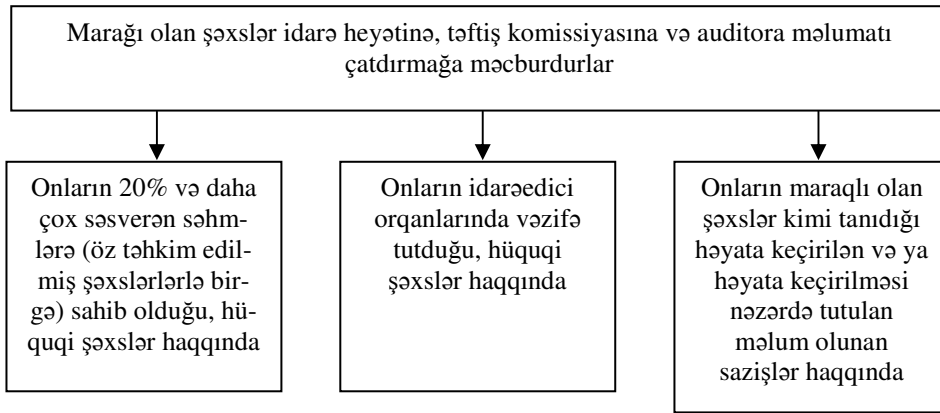 Marağı olan şəxslər idarə heyətinə, təftiş komissiyasına və auditora məlumatı
çatdırmağa məcburdurlar
Onların 20% və daha
çox səsverən səhm-
lərə (öz təhkim edil-
miş şəxslərlərlə bir-
gə) sahib olduğu, hü-
quqi şəxslər haqqında
Onların idarəedici
orqanlarında vəzifə
tutduğu, hüquqi
şəxslər haqqında
Onların maraqlı olan
şəxslər kimi tanıdığı
həyata keçirilən və ya
həyata keçirilməsi
nəzərdə tutulan
məlum olunan
sazişlər haqqında